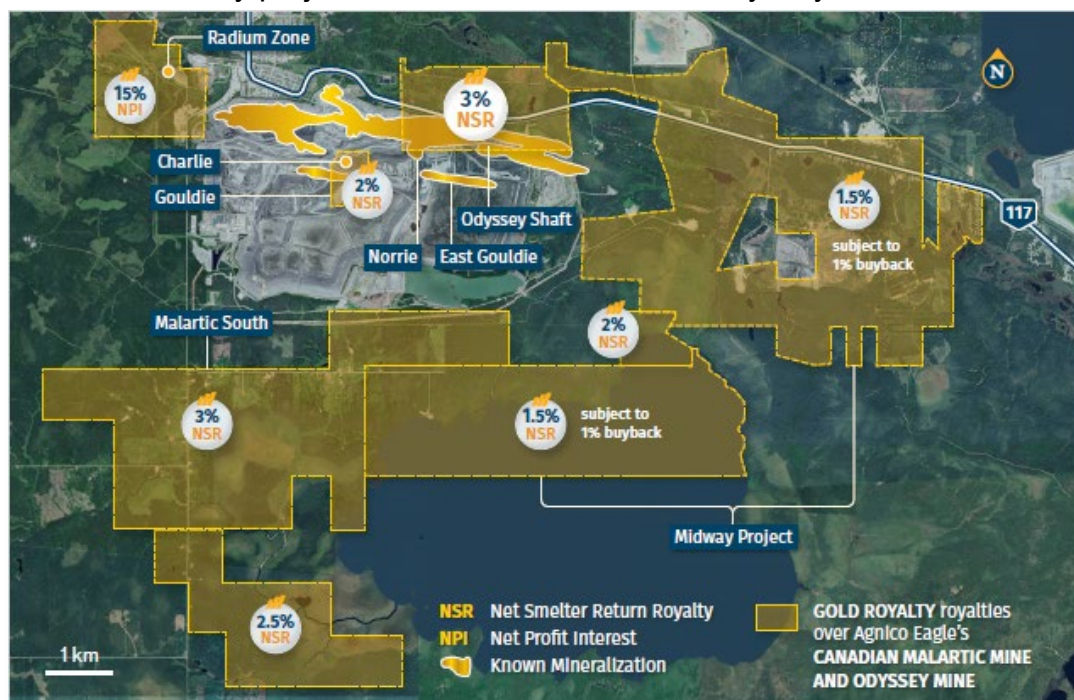 Radium Zone
15%
NPI
3%
NSR
N
Charlie
Gouldie
2%
NSR
Odyssey Shaft
Norrie
East Gouldie
1.5%
NSR
subject to
1% buyback
117
Malartic South
2%
NSR
3%
NSR
1.5%
NSR
subject to
1% buyback
Midway Project
2.5%
NSR
1 km
NSR Net Smelter Return Royalty
NPI Net Profit Interest
Known Mineralization
GOLD ROYALTY royalties
over Agnico Eagle's
CANADIAN MALARTIC MINE
AND ODYSSEY MINE